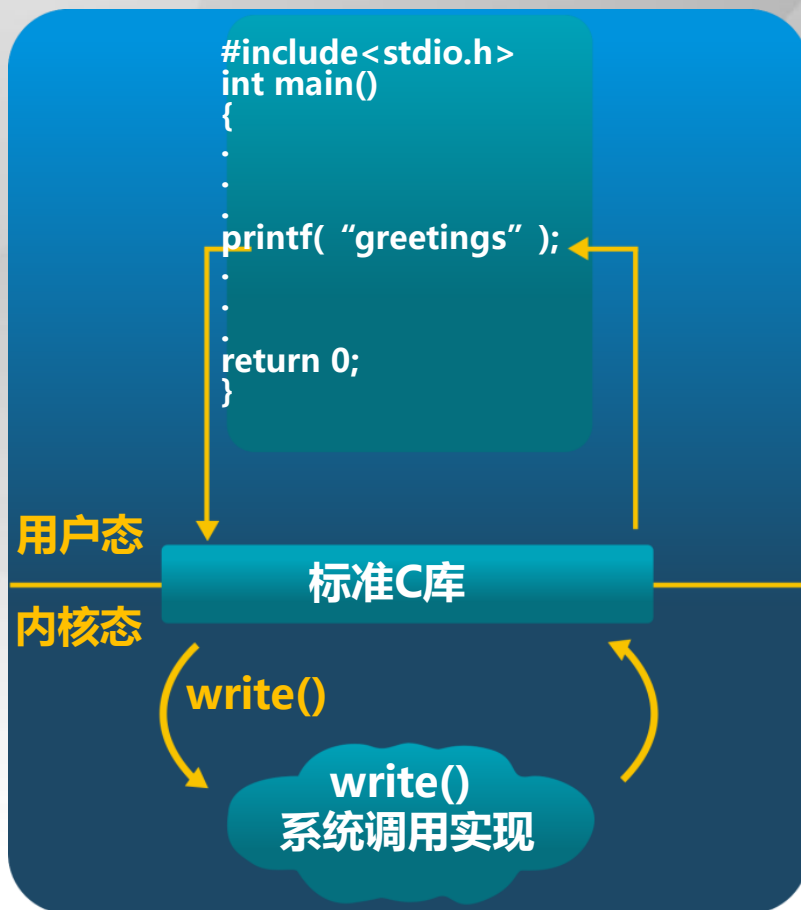 #include<stdio.h>
int main()
{
.
.
.
printf( “greetings” );
.
.
.
return 0;
}
用户态
标准C库
内核态
write()
write()
系统调用实现